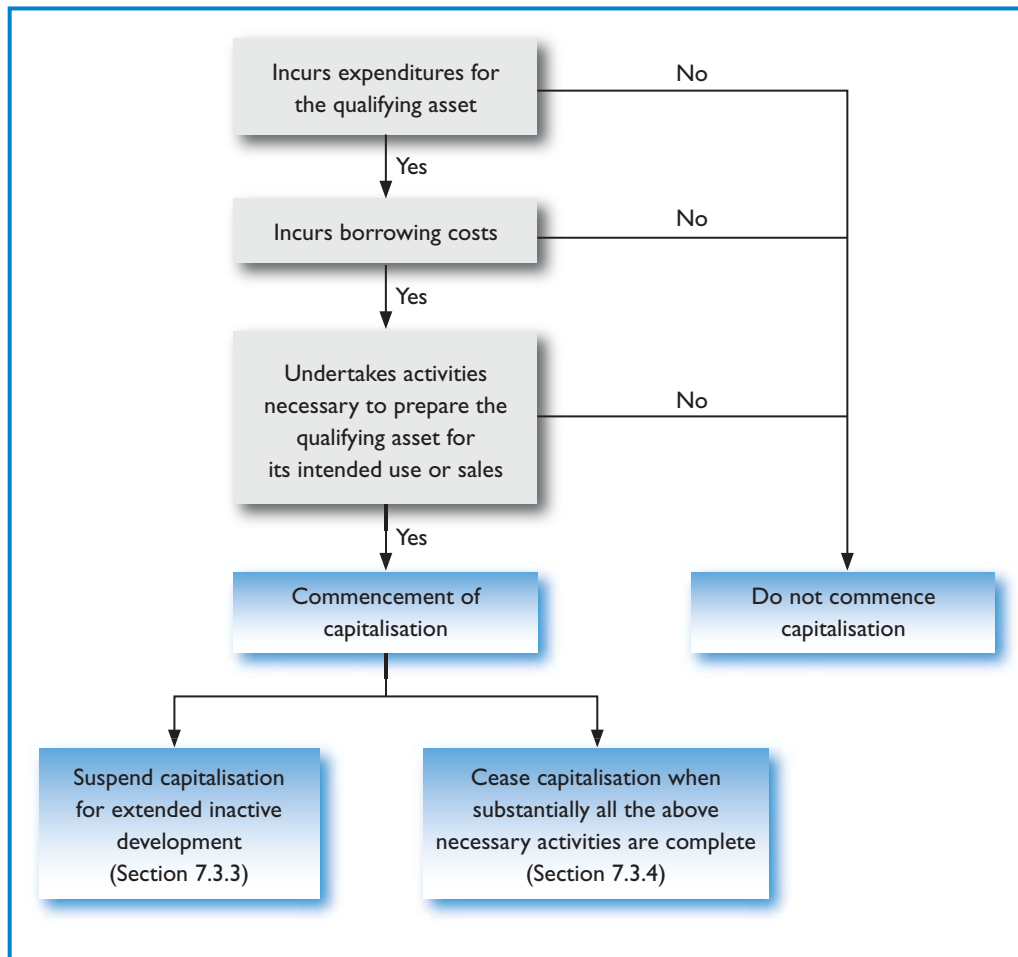 Incurs expenditures for
the qualifying asset
No
Yes
Incurs borrowing costs
No
Yes
Undertakes activities
necessary to prepare the
qualifying asset for
its intended use or sales
No
Yes
Commencement of
capitalisation
Do not commence
capitalisation
Suspend capitalisation
for extended inactive
development
(Section 7.3.3)
Cease capitalisation when
substantially all the above
necessary activities are complete
(Section 7.3.4)